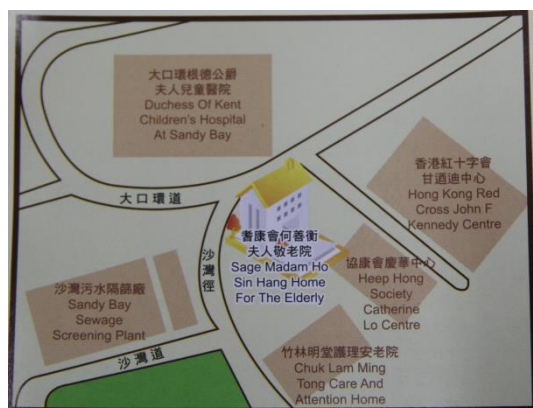 大口環根德公爵
夫人兒童醫院
Duchess Of Kent
Children's Hospital
At Sandy Bay
香港紅十字會
甘迺迪中心
Hong Kong Red
Cross John F
Kennedy Centre
大口環道
耆康會何善衡
夫人敬老院
Sage Madam Ho
Sin Hang Home
For The Elderly
沙灣徑
協康會慶華中心
Heep Hong
Society
Catherine
Lo Centre
沙灣污水隔篩廠
Sandy Bay
Sewage
Screening Plant
沙灣道
竹林明堂護理安老院
Chuk Lam Ming
Tong Care And
Attention Home